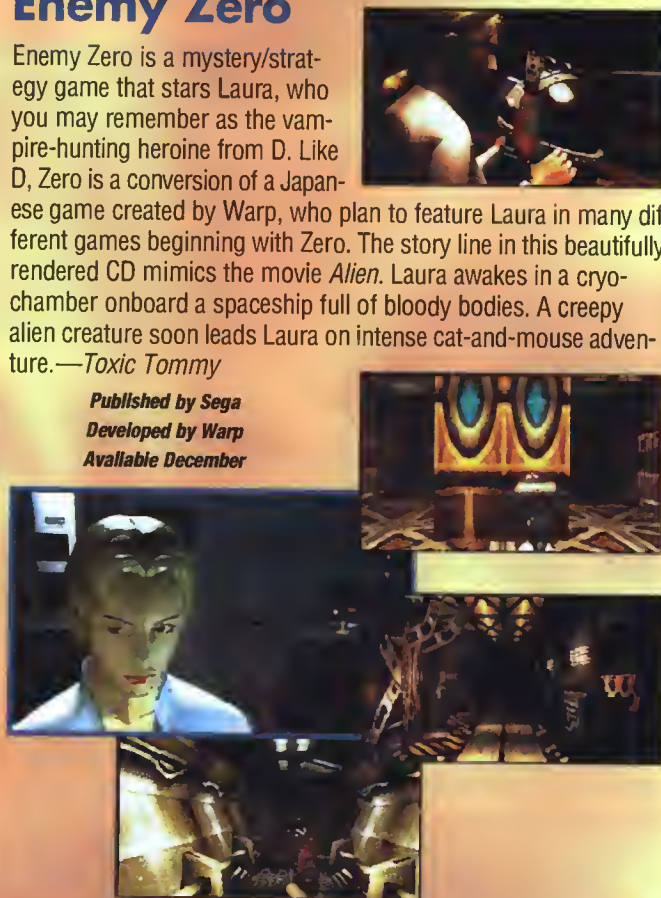 Enemy Zero
Enemy Zero is a mystery/strat-
egy game that stars Laura, who
you may remember as the vam-
pire-hunting heroine from D. Like
D, Zero is a conversion of a Japan-
ese game created by Warp, who plan to feature Laura in many dif
ferent games beginning with Zero. The story line in this beautifully
rendered CD mimics the movie Alien. Laura awakes in a cryo-
chamber onboard a spaceship full of bloody bodies. A creepy
alien creature soon leads Laura on intense cat-and-mouse adven-
ture.—Toxic Tommy
Published by Sega
Developed by Warp
Available December